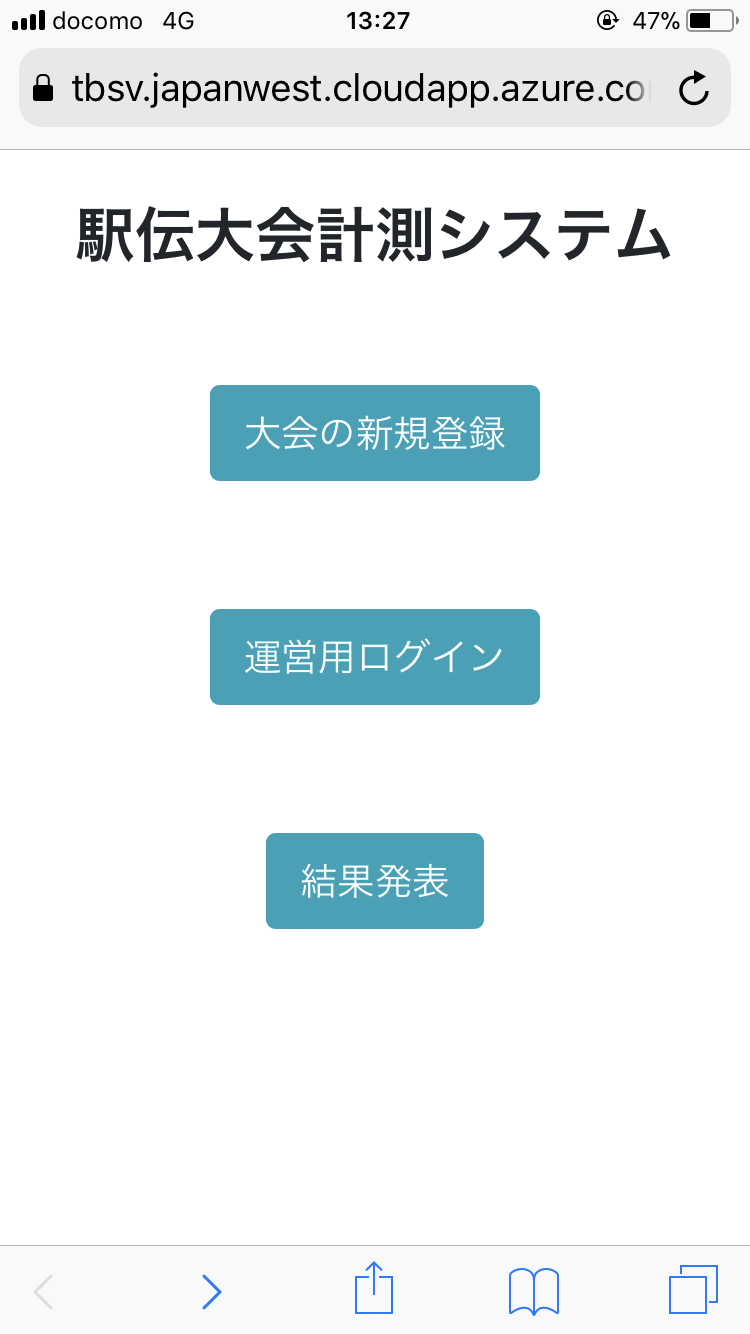 docomo 4G 13:27 47%
tbsv.japanwest.cloudapp.azure.co
駅伝大会計測システム
大会の新規登録
運営用ログイン
結果発表